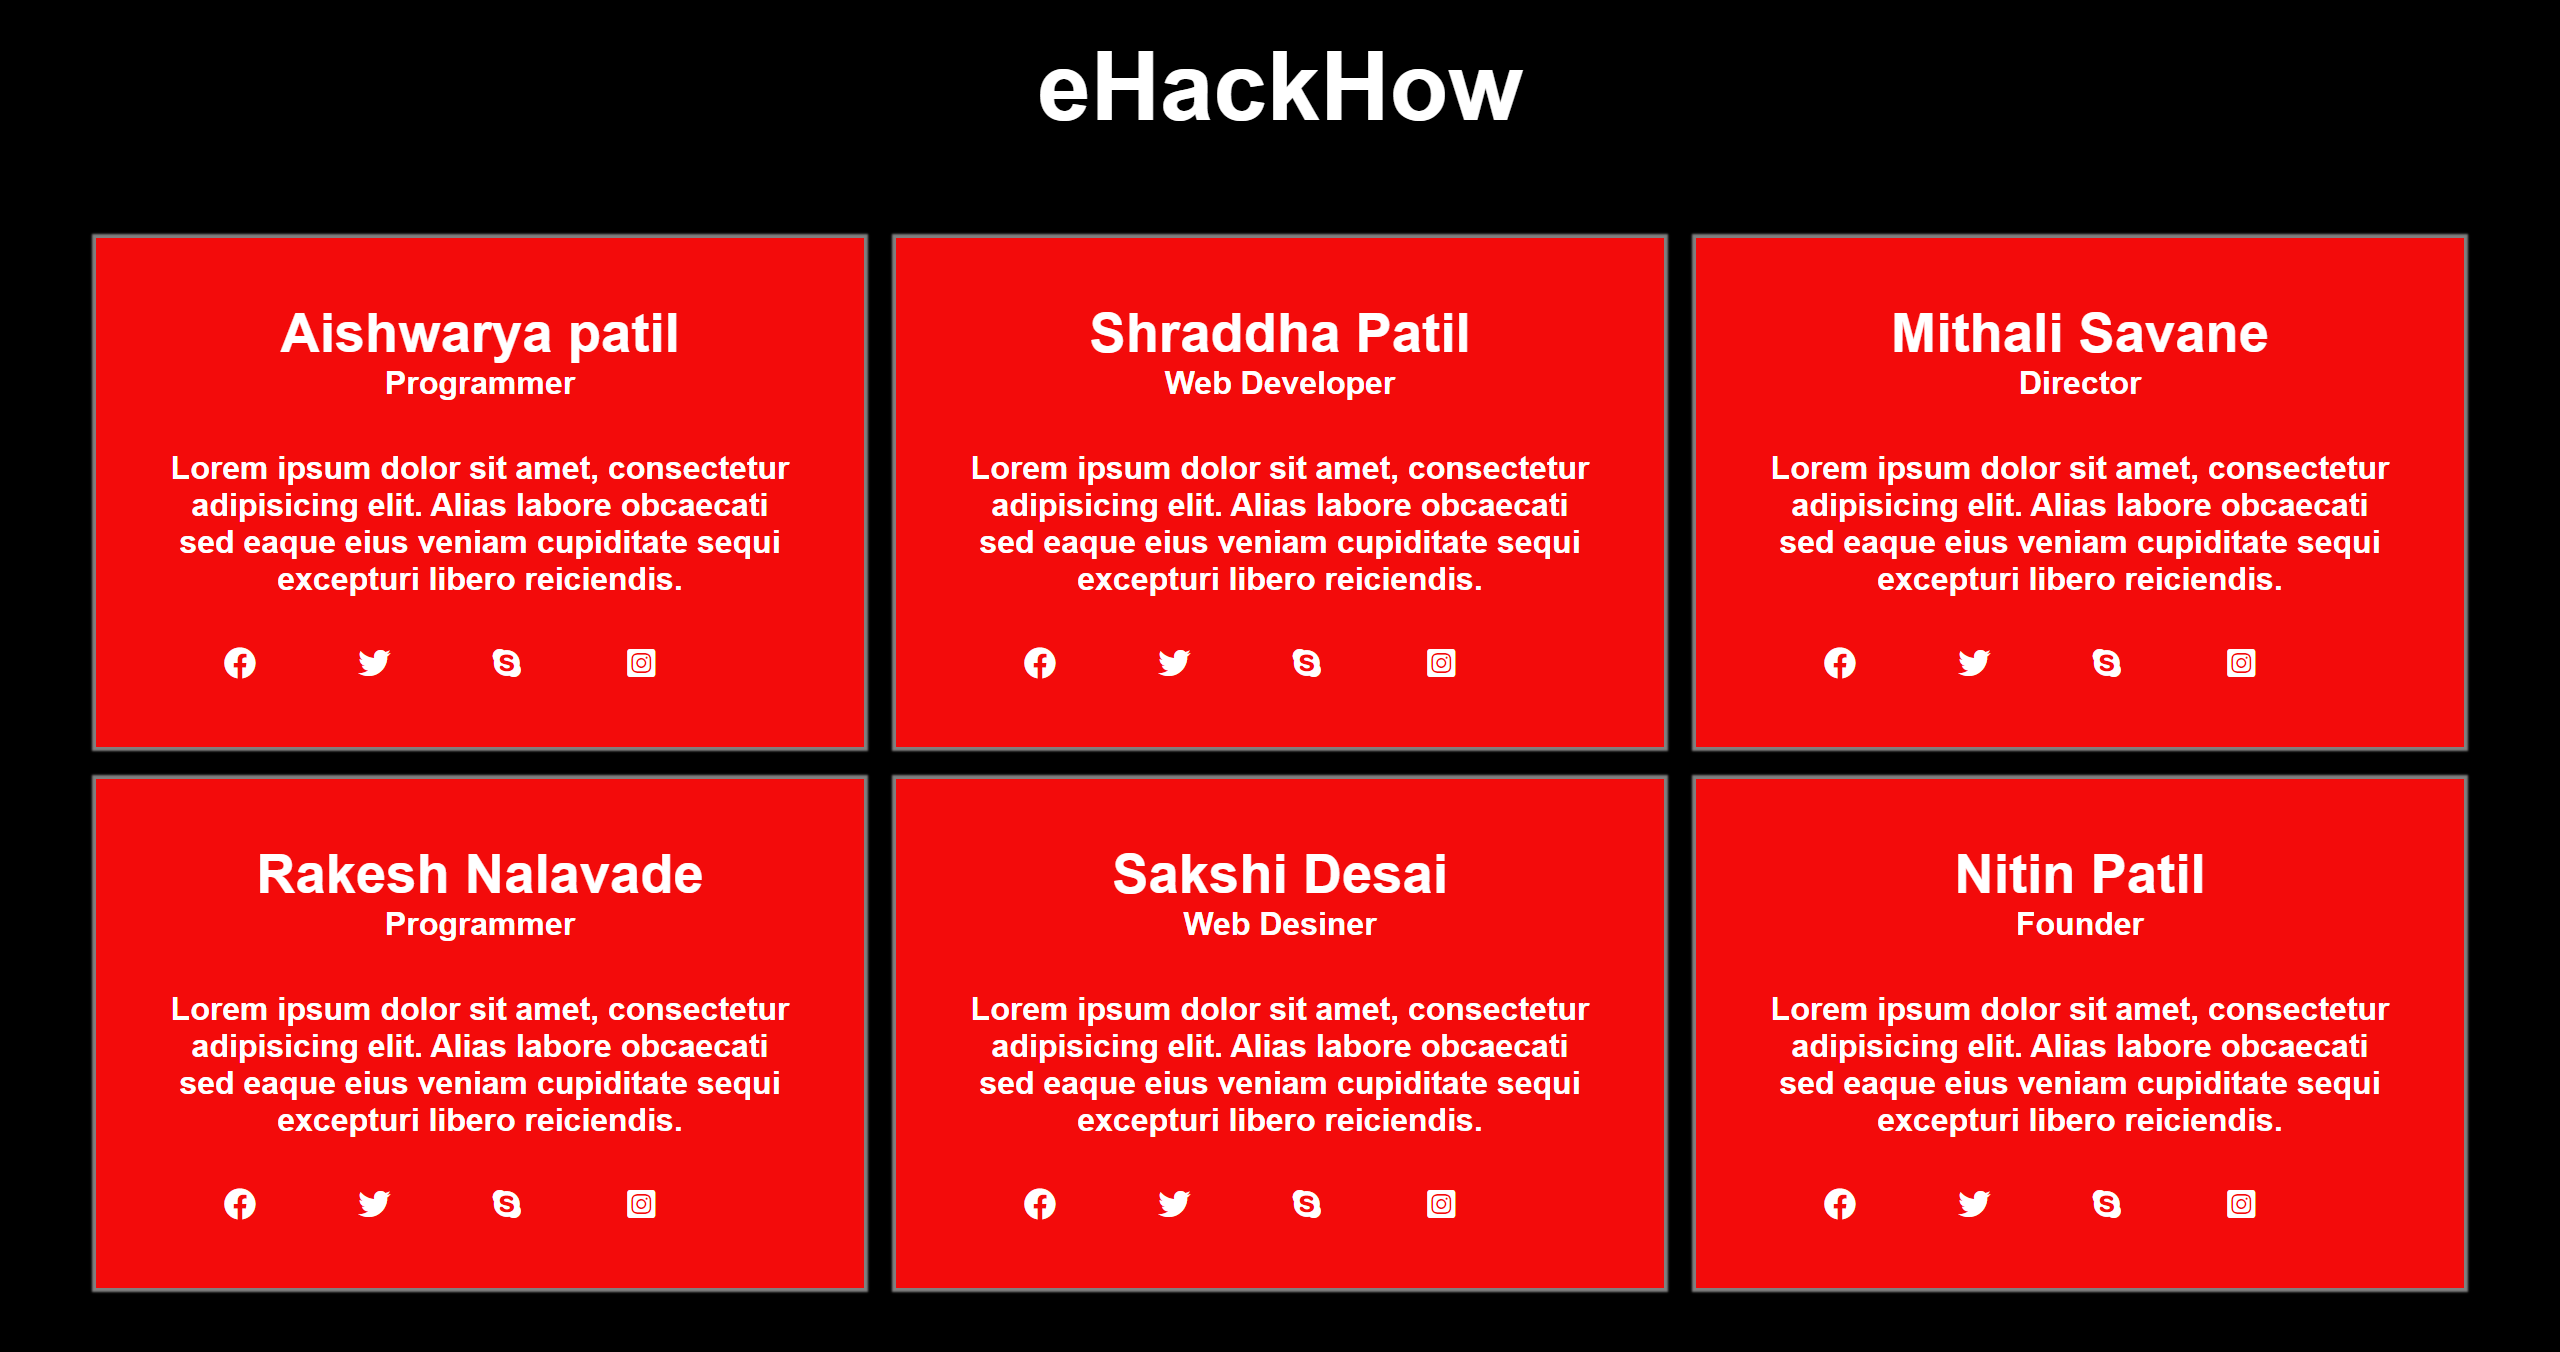 eHackHow
Aishwarya patil
Programmer
Lorem ipsum dolor sit amet, consectetur
adipisicing elit. Alias labore obcaecati
sed eaque eius veniam cupiditate sequi
excepturi libero reiciendis.
Shraddha Patil
Web Developer
Lorem ipsum dolor sit amet, consectetur
adipisicing elit. Alias labore obcaecati
sed eaque eius veniam cupiditate sequi
excepturi libero reiciendis.
Mithali Savane
Director
Lorem ipsum dolor sit amet, consectetur
adipisicing elit. Alias labore obcaecati
sed eaque eius veniam cupiditate sequi
excepturi libero reiciendis.
Rakesh Nalavade
Programmer
Lorem ipsum dolor sit amet, consectetur
adipisicing elit. Alias labore obcaecati
sed eaque eius veniam cupiditate sequi
excepturi libero reiciendis.
Sakshi Desai
Web Desiner
Lorem ipsum dolor sit amet, consectetur
adipisicing elit. Alias labore obcaecati
sed eaque eius veniam cupiditate sequi
excepturi libero reiciendis.
Nitin Patil
Founder
Lorem ipsum dolor sit amet, consectetur
adipisicing elit. Alias labore obcaecati
sed eaque eius veniam cupiditate sequi
excepturi libero reiciendis.